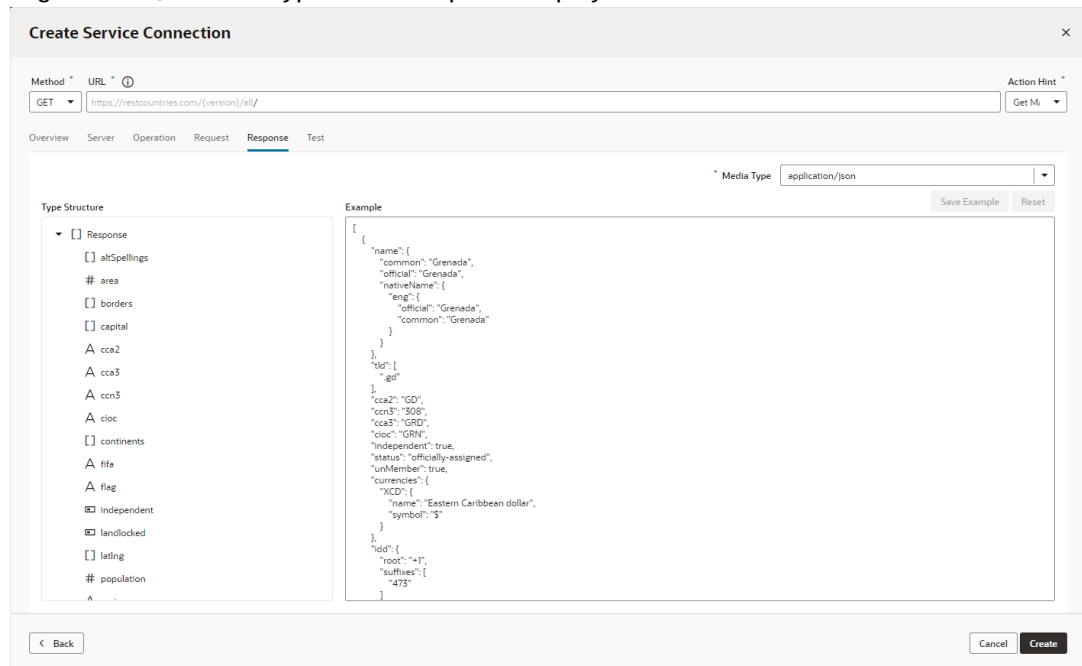 Create Service Connection
Method * URL *
Action Hint *
GET
https://restcountries.com/{version}/all/
Get M
Overview Server Operation Request Response Test
* Media Type application/json
Save Example Reset
Type Structure
Example
[ ] Response
[ ] altSpellings
# area
[ ] borders
[ ] capital
A cca2
A cca3
A ccn3
A cioc
[ ] continents
A fifa
A flag
independent
landlocked
[ ] latlng
# population
[
{
"name": {
"common": "Grenada",
"official": "Grenada",
"nativeName": {
"eng": {
"official": "Grenada",
"common": "Grenada"
}
}
},
"tld": [
".gd"
],
"cca2": "GD",
"ccn3": "308",
"cca3": "GRD",
"cioc": "GRN",
"independent": true,
"status": "officially-assigned",
"unMember": true,
"currencies": {
"XCD": {
"name": "Eastern Caribbean dollar",
"symbol": "$"
}
},
"idd": {
"root": "+1",
"suffixes": [
"473"
]
< Back
Cancel Create